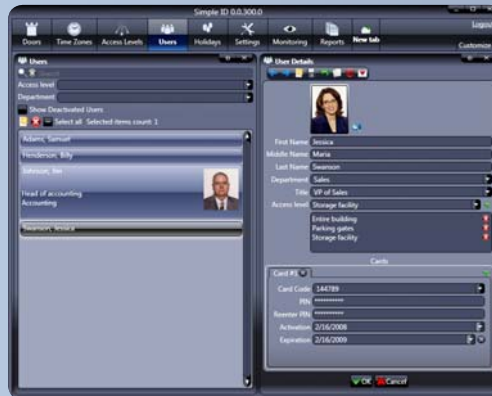 Simple ID 0.0.300.0
Logout
Doors Time Zones Access Levels Users Holidays Settings Monitoring Reports New tab
Customize
Users
Search
Access level
Department
Show Deactivated Users
Select all Selected items count: 1
Adams, Samuel
Henderson, Billy
Johnson, Jim
Head of accounting
Accounting
Swanson, Jessica
User Details
First Name Jessica
Middle Name Maria
Last Name Swanson
Department Sales
Title VP of Sales
Access level Storage facility
Entire building
Parking gates
Storage facility
Cards
Card #1
Card Code 144789
PIN **********
Reenter PIN **********
Activation 2/16/2008
Expiration 2/16/2009
OK Cancel